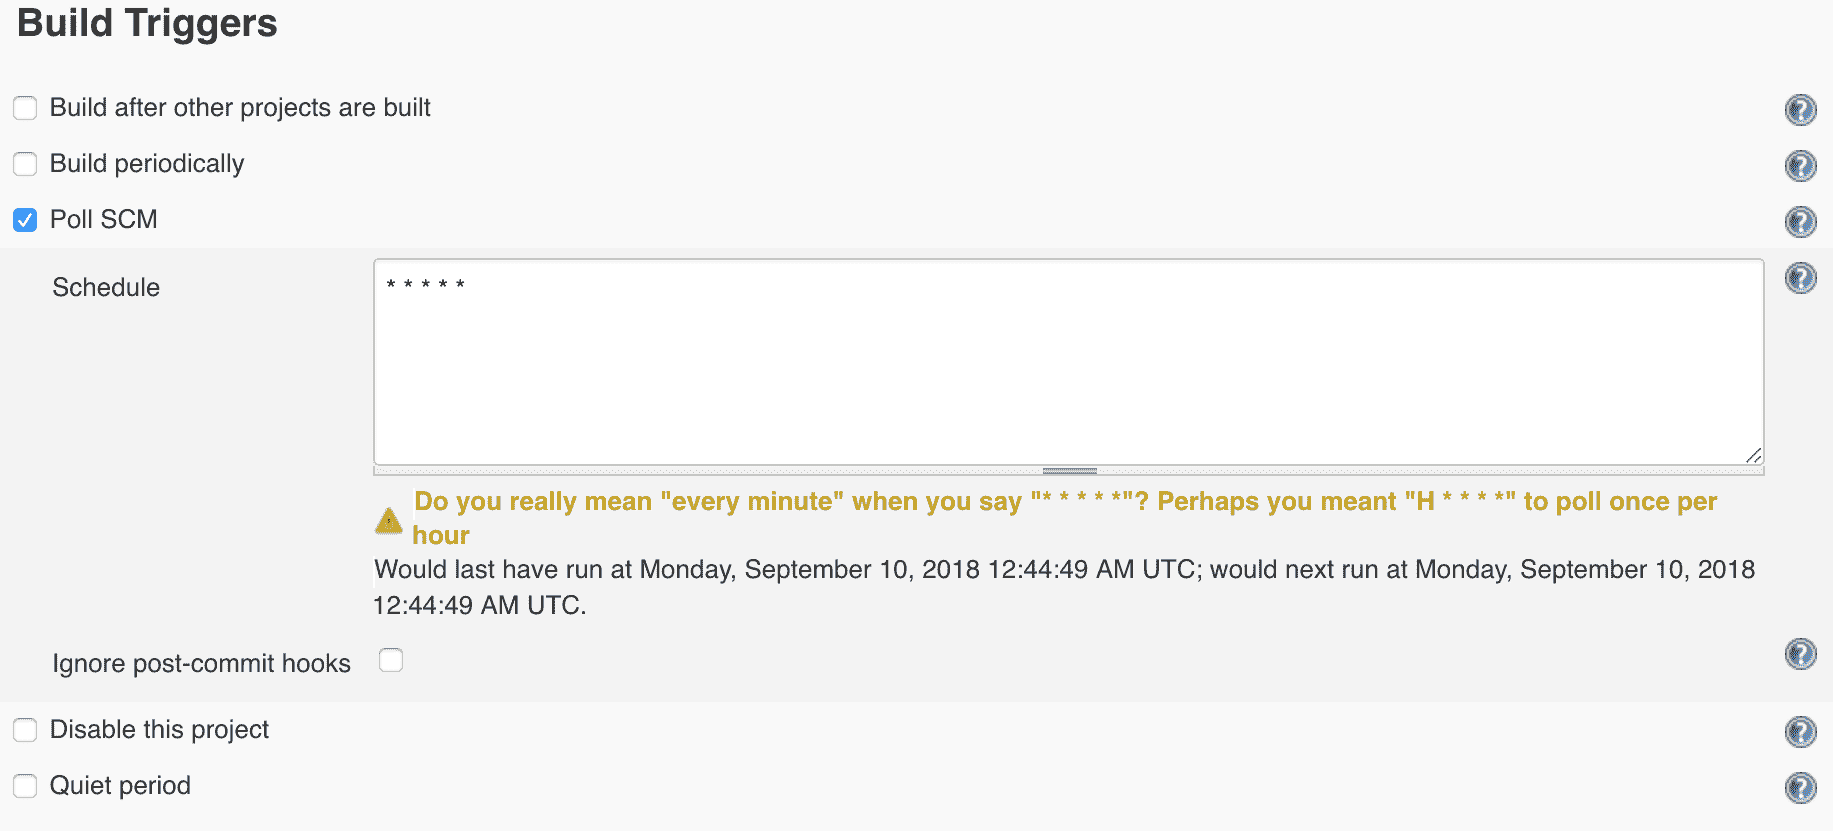 Build Triggers
Build after other projects are built
Build periodically
Poll SCM
Schedule
* * * * *
Do you really mean "every minute" when you say "* * * * *"? Perhaps you meant "H * * * *" to poll once per
hour
Would last have run at Monday, September 10, 2018 12:44:49 AM UTC; would next run at Monday, September 10, 2018
12:44:49 AM UTC.
Ignore post-commit hooks
Disable this project
Quiet period